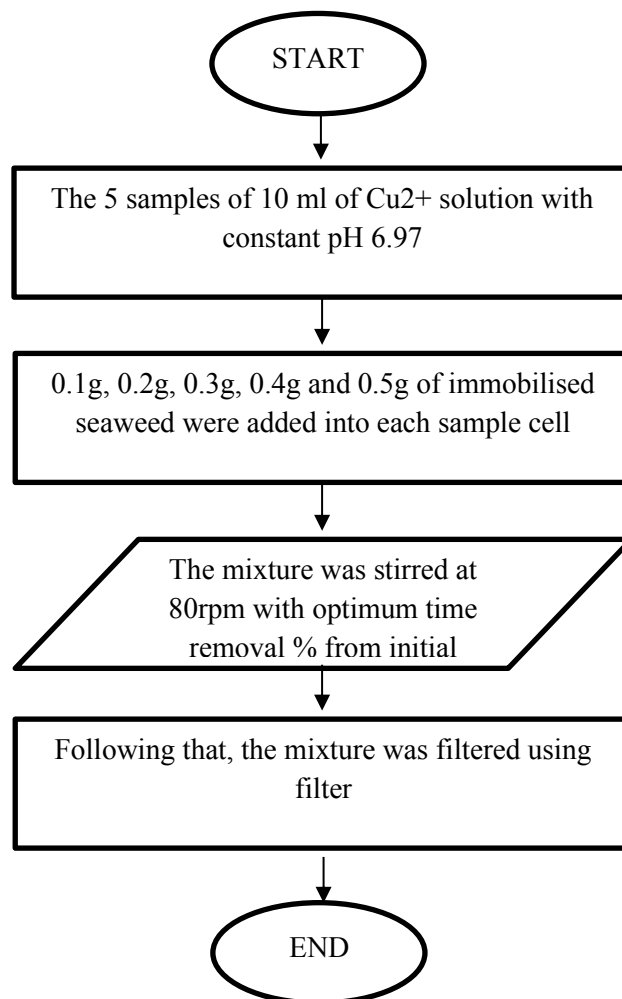 START
The 5 samples of 10 ml of Cu2+ solution with
constant pH 6.97
0.1g, 0.2g, 0.3g, 0.4g and 0.5g of immobilised
seaweed were added into each sample cell
The mixture was stirred at
80rpm with optimum time
removal % from initial
Following that, the mixture was filtered using
filter
END